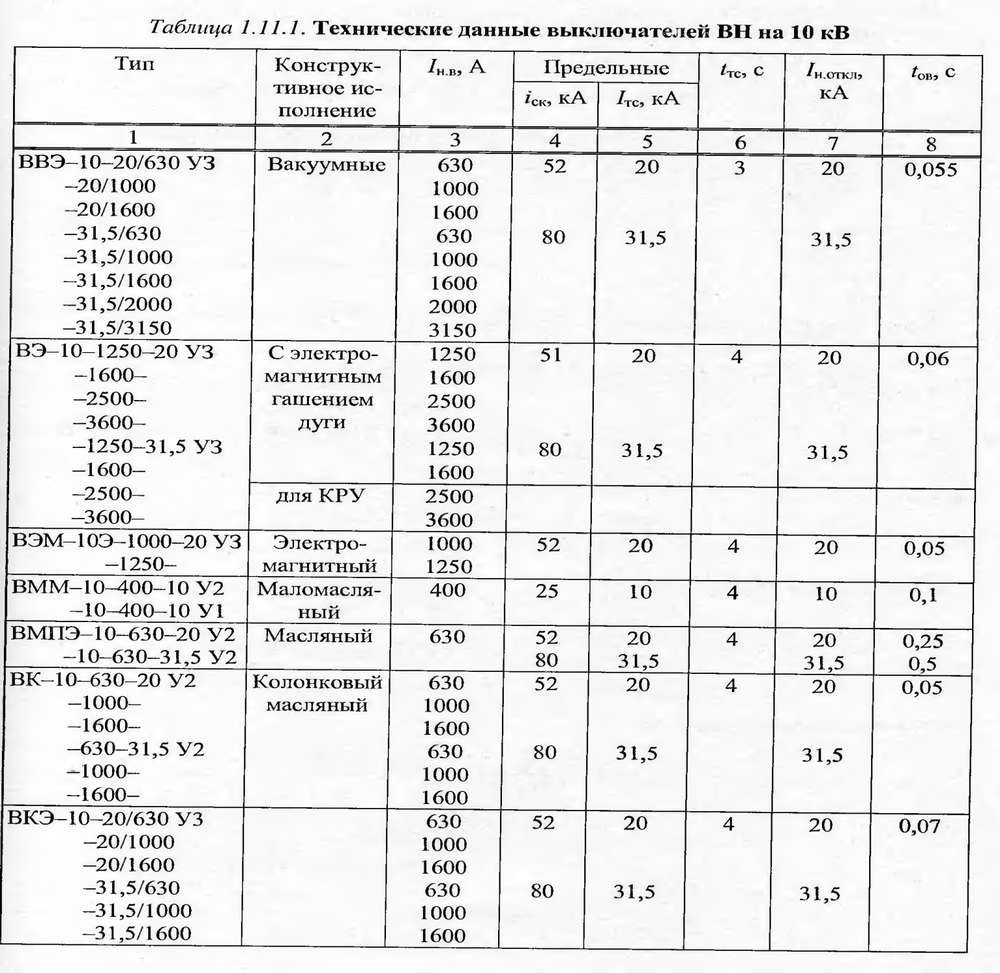 Таблица 1.11.1. Технические данные выключателей ВН на 10 кВ
Тип Конструк- Iн.в, А Предельные tтс, с Iн.откл, tов, с
тивное ис- iск, кА Iтс, кА кА
полнение
1 2 3 4 5 6 7 8
ВВЭ–10–20/630 УЗ Вакуумные 630 52 20 3 20 0,055
–20/1000 1000
–20/1600 1600
–31,5/630 630 80 31,5 31,5
–31,5/1000 1000
–31,5/1600 1600
–31,5/2000 2000
–31,5/3150 3150
ВЭ–10–1250–20 УЗ С электро- 1250 51 20 4 20 0,06
–1600– магнитным 1600
–2500– гашением 2500
–3600– дуги 3600
–1250–31,5 УЗ 1250 80 31,5 31,5
–1600– 1600
–2500– для КРУ 2500
–3600– 3600
ВЭМ–10Э–1000–20 УЗ Электро- 1000 52 20 4 20 0,05
–1250– магнитный 1250
ВММ–10–400–10 У2 Маломасля- 400 25 10 4 10 0,1
–10–400–10 У1 ный
ВМПЭ–10–630–20 У2 Масляный 630 52 20 4 20 0,25
–10–630–31,5 У2 80 31,5 31,5 0,5
ВК–10–630–20 У2 Колонковый 630 52 20 4 20 0,05
–1000– масляный 1000
–1600– 1600
–630–31,5 У2 630 80 31,5 31,5
–1000– 1000
–1600– 1600
ВКЭ–10–20/630 УЗ 630 52 20 4 20 0,07
–20/1000 1000
–20/1600 1600
–31,5/630 630 80 31,5 31,5
–31,5/1000 1000
–31,5/1600 1600